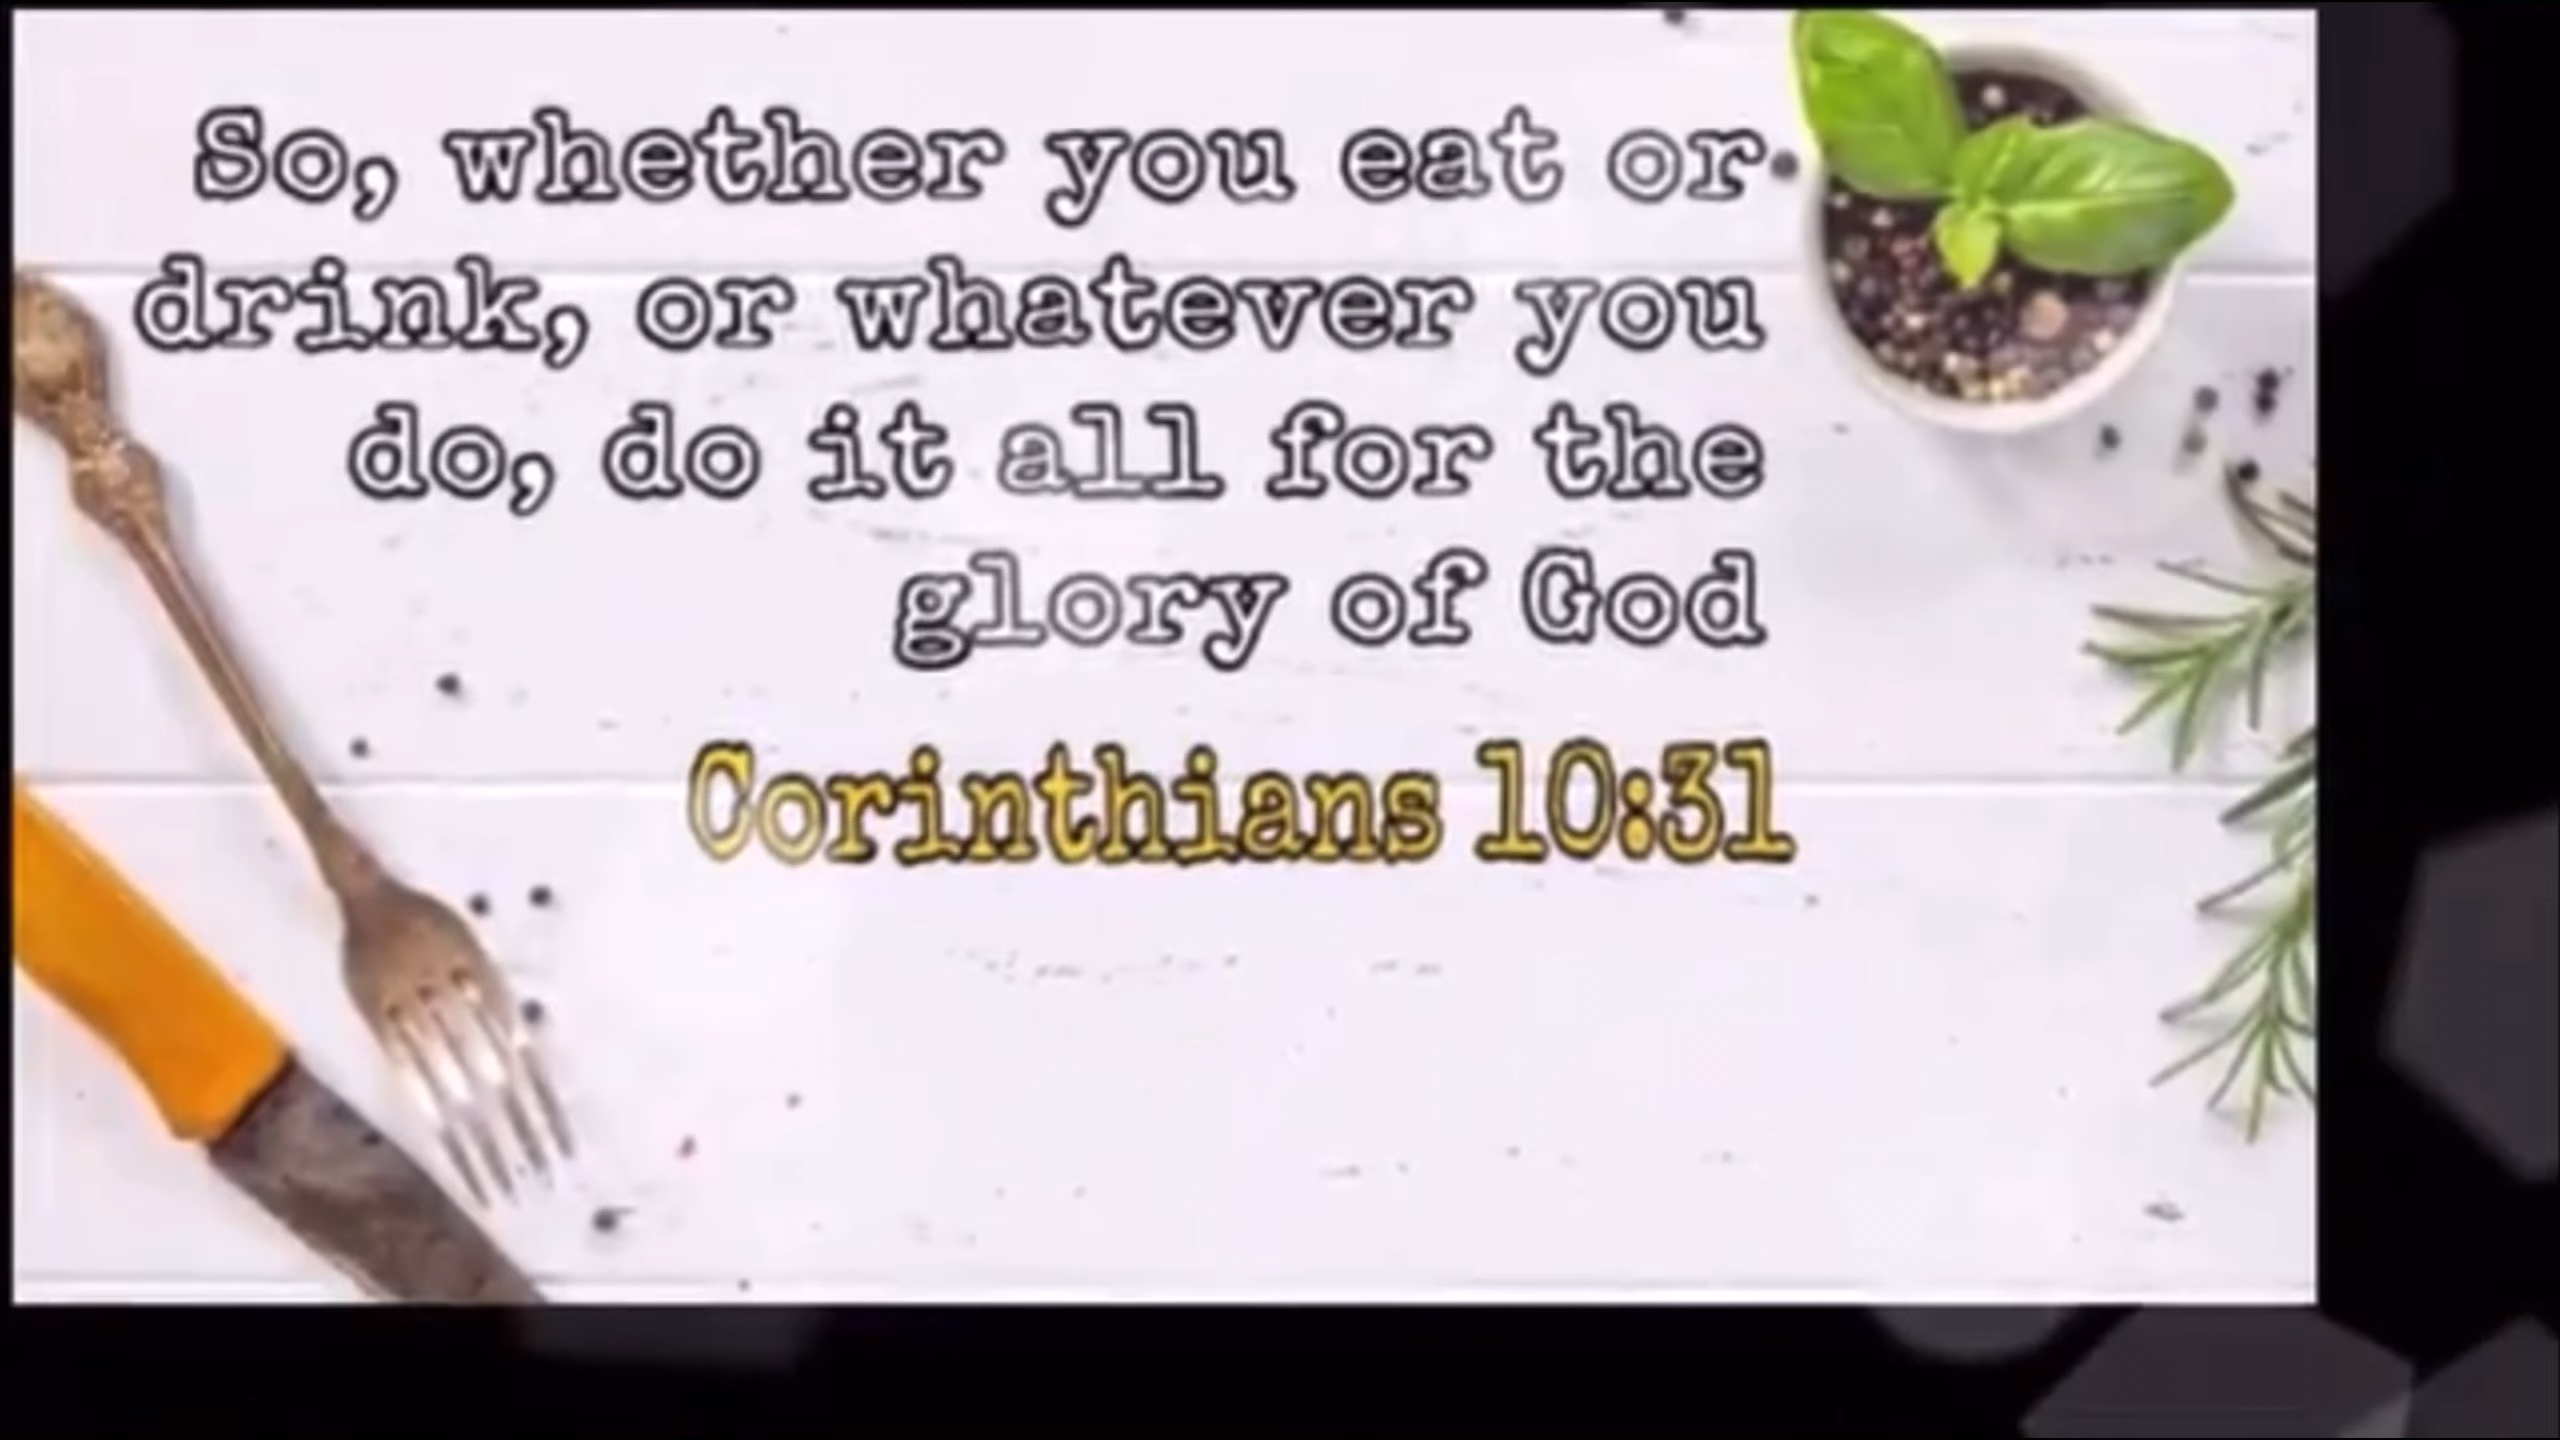 So, whether you eat or
drink, or whatever you
do, do it all for the
glory of God
Corinthians 10:31